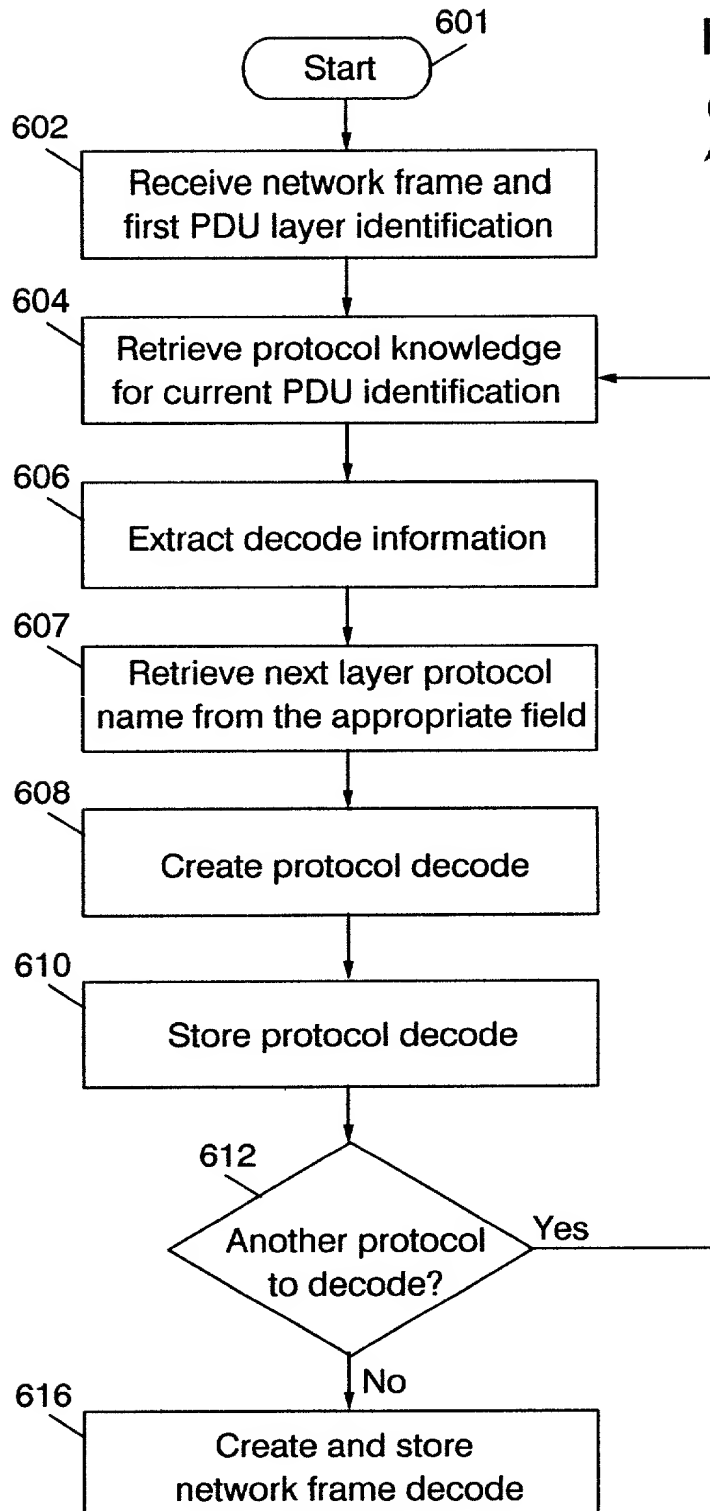 601
Start
602
Receive network frame and
first PDU layer identification
604
Retrieve protocol knowledge
for current PDU identification
606
Extract decode information
607
Retrieve next layer protocol
name from the appropriate field
608
Create protocol decode
610
Store protocol decode
612
Another protocol
to decode?
Yes
No
616
Create and store
network frame decode